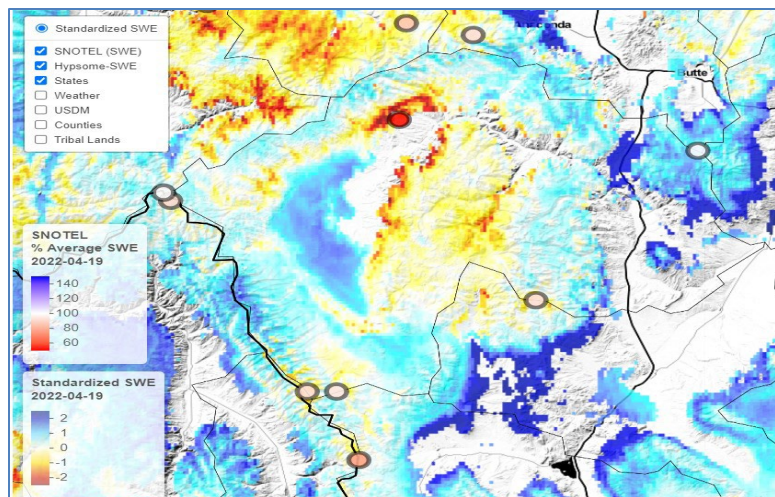 Standardized SWE
SNOTEL (SWE)
Hypsome-SWE
States
Weather
USDM
Counties
Tribal Lands
Anaconda
Butte
SNOTEL
% Average SWE
2022-04-19
140
120
100
80
60
Standardized SWE
2022-04-19
2
1
0
-1
-2